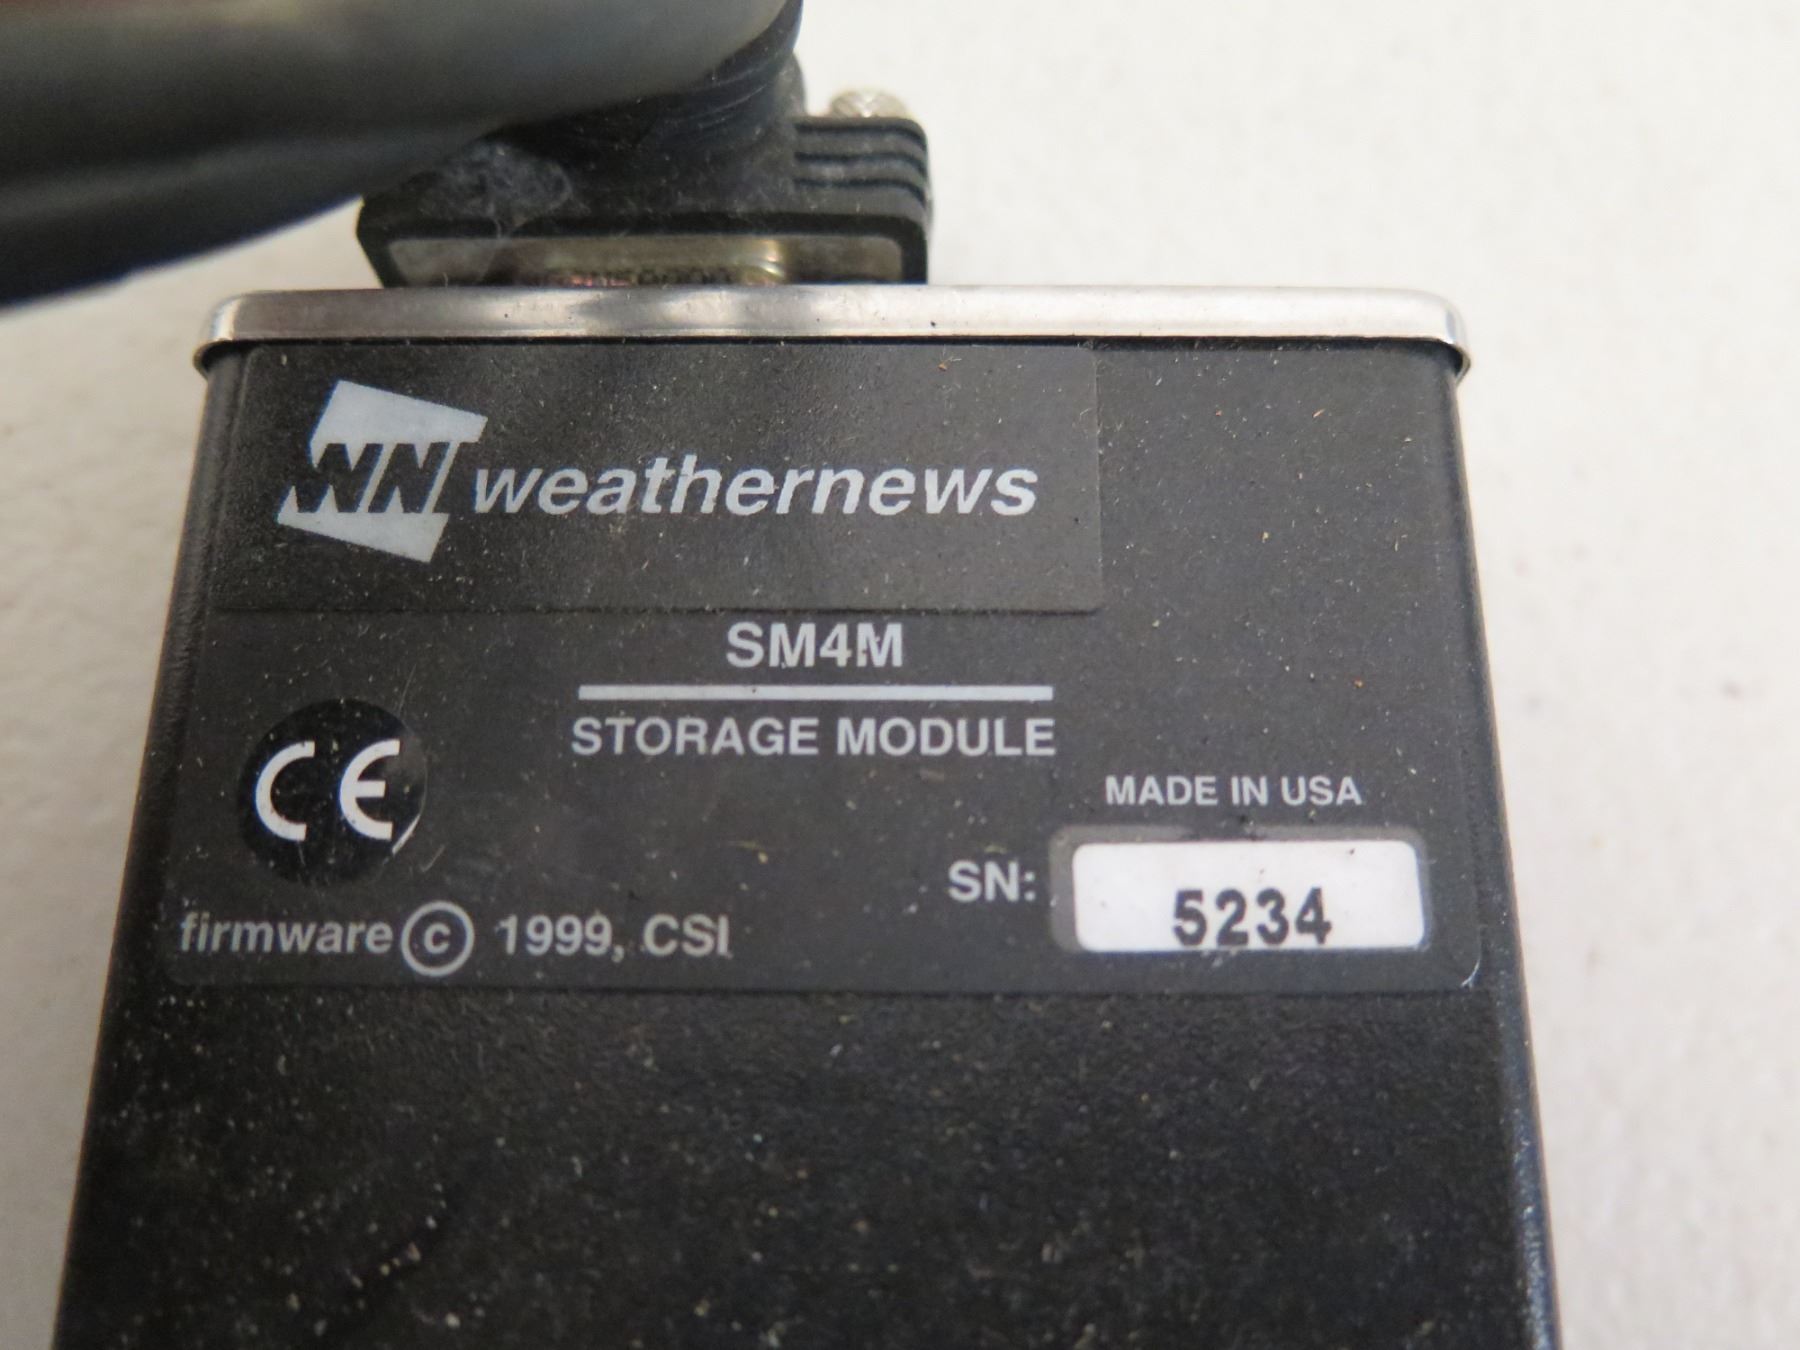 WN weathernews
SM4M
STORAGE MODULE
CE
MADE IN USA
SN: 5234
firmware © 1999, CSI